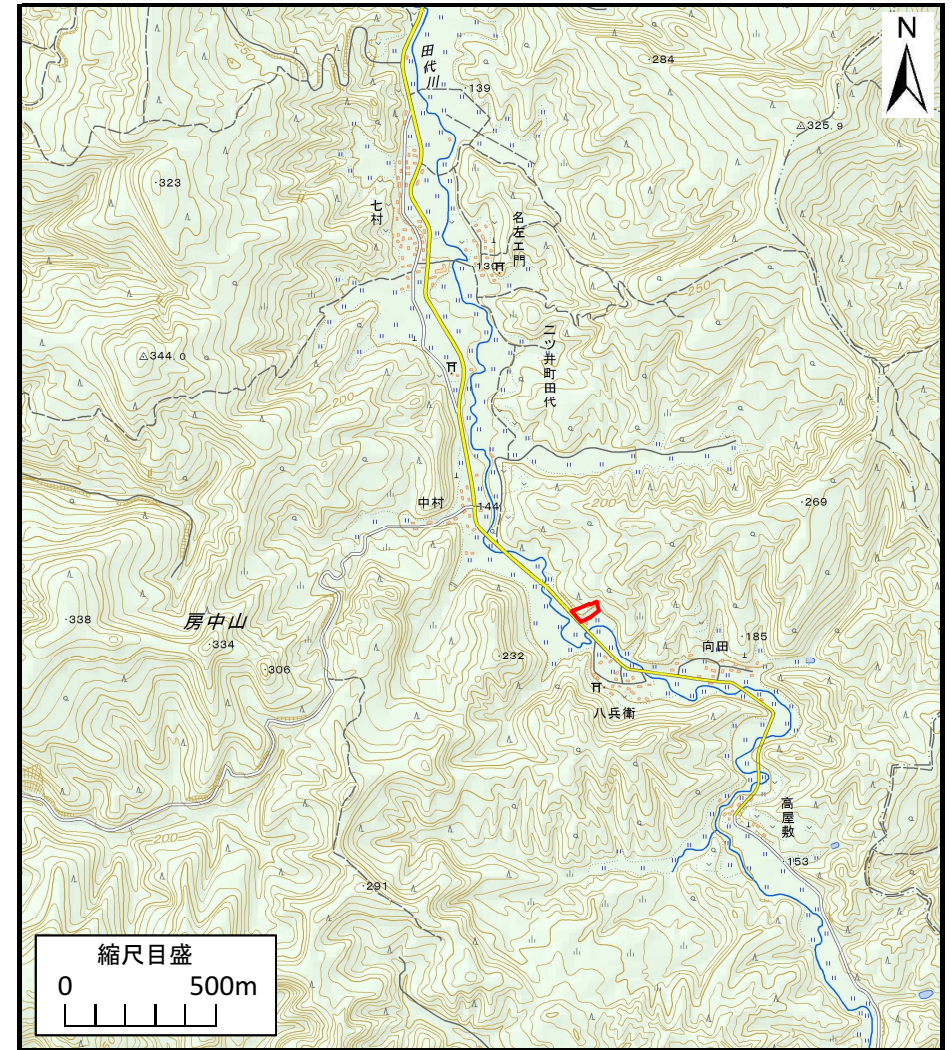 N
田代川
・284
・139
325.9
・323
七村
名左エ門
130
250
二ツ井町田代
344.0
200
中村
・144
200
・269
房中山
・338
・334
・306
・232
向田
・185
八兵衛
200
高屋敷
・153
200
・291
縮尺目盛
0 500m